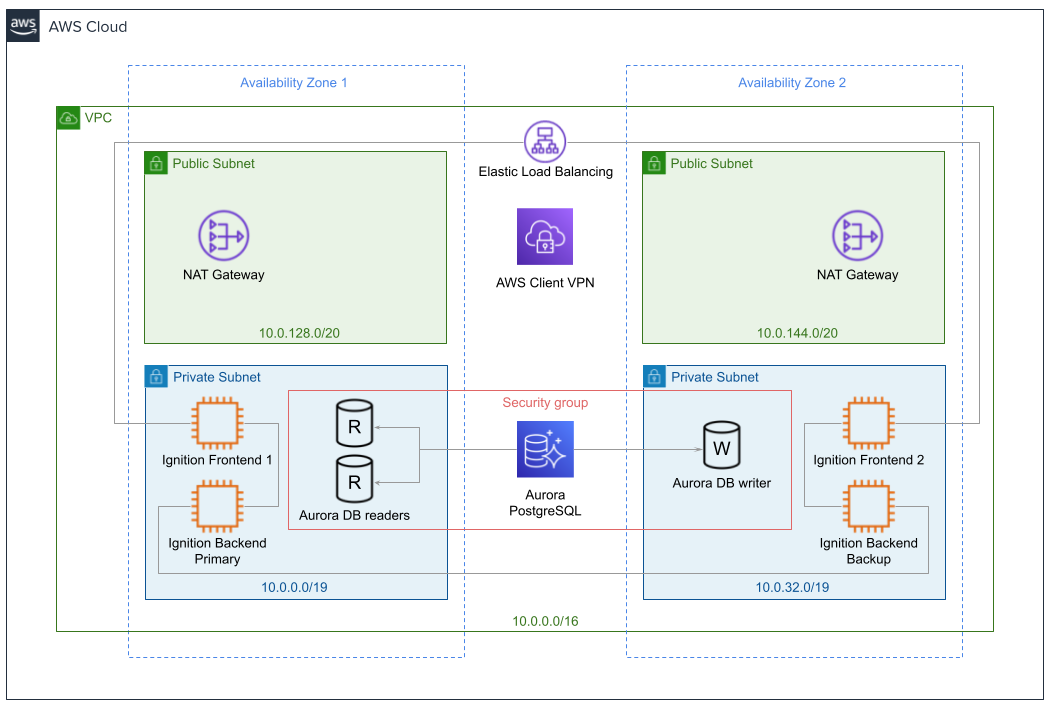 aws
AWS Cloud
Availability Zone 1
Availability Zone 2
VPC
Elastic Load Balancing
Public Subnet
Public Subnet
NAT Gateway
AWS Client VPN
NAT Gateway
10.0.128.0/20
10.0.144.0/20
Private Subnet
Private Subnet
Security group
R
Ignition Frontend 1
R
Aurora DB readers
Aurora
PostgreSQL
W
Aurora DB writer
Ignition Frontend 2
Ignition Backend
Primary
Ignition Backend
Backup
10.0.0.0/19
10.0.32.0/19
10.0.0.0/16